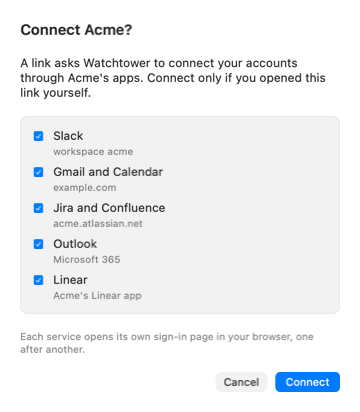 Connect Acme?
A link asks Watchtower to connect your accounts
through Acme's apps. Connect only if you opened this
link yourself.
Slack
workspace acme
Gmail and Calendar
example.com
Jira and Confluence
acme.atlassian.net
Outlook
Microsoft 365
Linear
Acme's Linear app
Each service opens its own sign-in page in your browser, one
after another.
Cancel
Connect